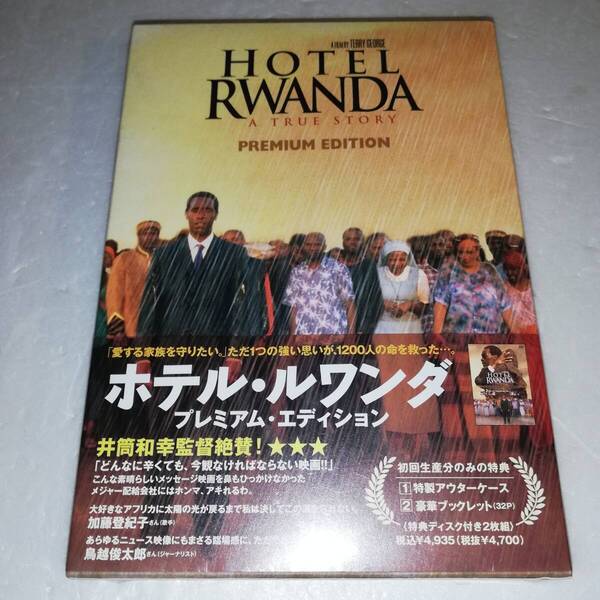 A FILM BY TERRY GEORGE
HOTEL
RWANDA
A TRUE STORY
PREMIUM EDITION
「愛する家族を守りたい。」ただ1つの強い思いが、1200人の命を救った…。
ホテル・ルワンダ
プレミアム・エディション
井筒和幸監督絶賛！★★★
「どんなに辛くても、今観なければならない映画!!」
こんな素晴らしいメッセージ映画を鼻もひっかけなかった
メジャー配給会社にはホンマ、アキれるわ。
大好きなアフリカに太陽の光が戻るまで私は決してこの
加藤登紀子さん(歌手)
あらゆるニュース映像にもまさる臨場感に、ただ
鳥越俊太郎さん(ジャーナリスト)
HOTEL
RWANDA
初回生産分のみの特典
1 特製アウターケース
2 豪華ブックレット(32P)
(特典ディスク付き2枚組)
税込¥4,935(税抜¥4,700)